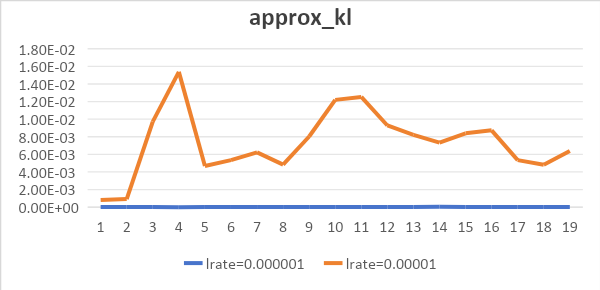 approx_kl
1.80E-02
1.60E-02
1.40E-02
1.20E-02
1.00E-02
8.00E-03
6.00E-03
4.00E-03
2.00E-03
0.00E+00
1 2 3 4 5 6 7 8 9 10 11 12 13 14 15 16 17 18 19
lrate=0.000001 lrate=0.00001